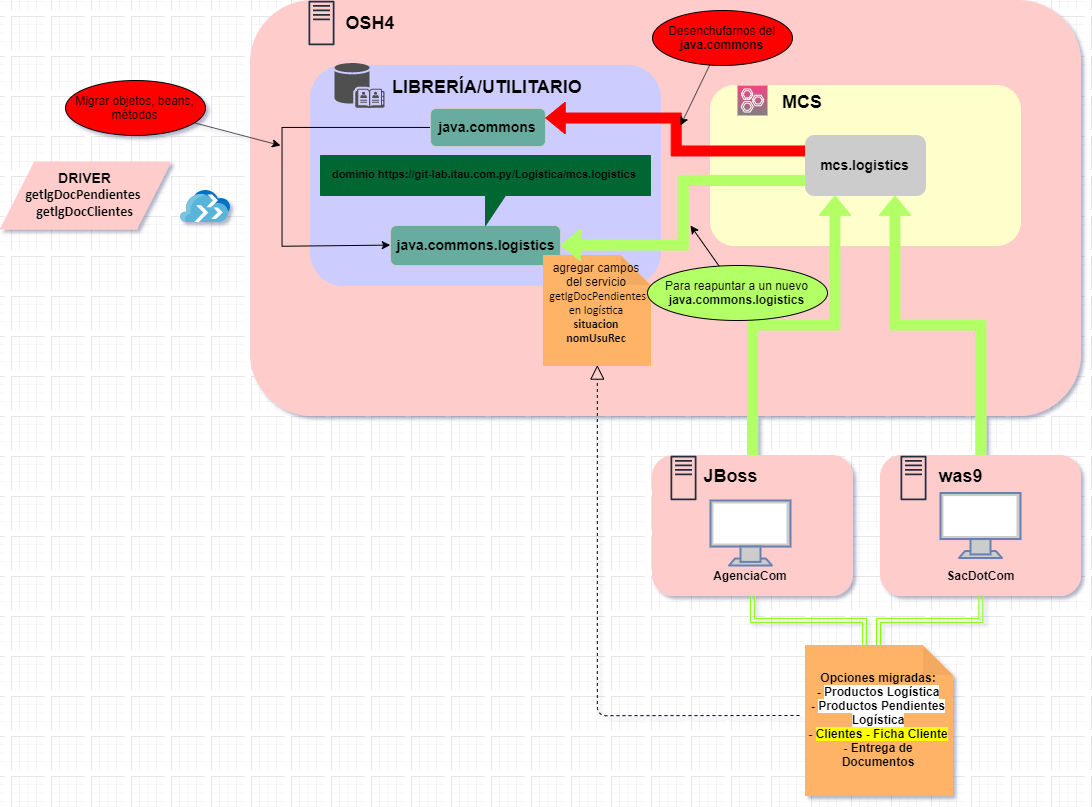 OSH4
Desenchufarnos del
java.commons
LIBRERÍA/UTILITARIO
MCS
Migrar objetos, beans,
métodos
java.commons
mcs.logistics
DRIVER
getlgDocPendientes
getlgDocClientes
dominio https://git-lab.itau.com.py/Logistica/mcs.logistics
java.commons.logistics
agregar campos
del servicio
getlgDocPendientes
en logística
situacion
nomUsuRec
Para reapuntar a un nuevo
java.commons.logistics
JBoss
was9
AgenciaCom
SacDotCom
Opciones migradas:
- Productos Logística
- Productos Pendientes
Logística
- Clientes - Ficha Cliente
- Entrega de
Documentos